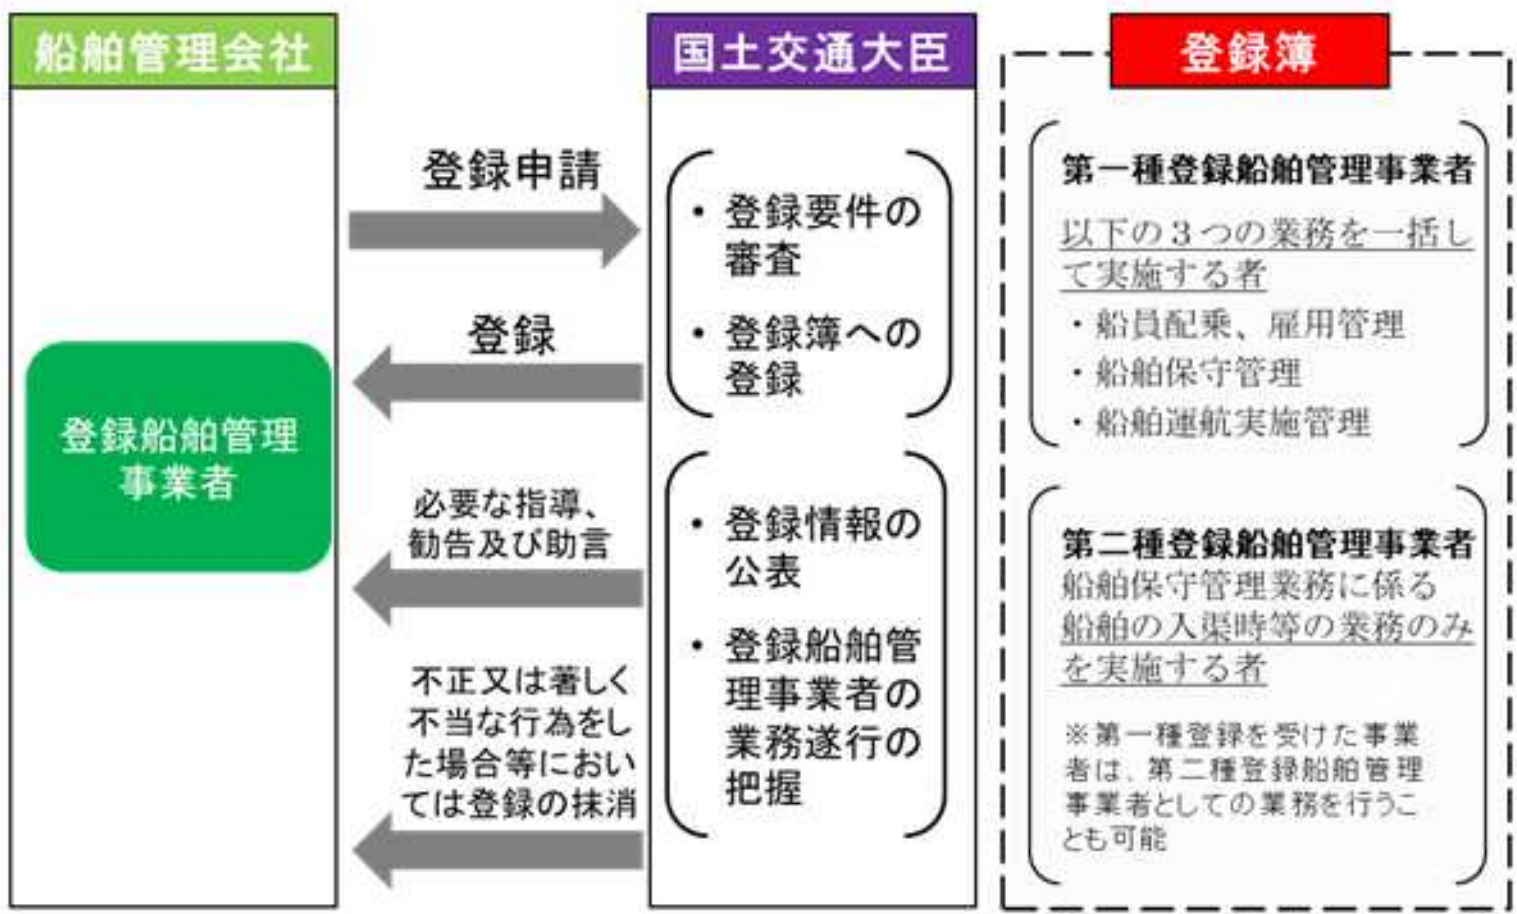 船舶管理会社
登録船舶管理
事業者
登録申請
登録
必要な指導、
勧告及び助言
不正又は著しく
不当な行為をし
た場合等におい
ては登録の抹消
国土交通大臣
・ 登録要件の
審査
・ 登録簿への
登録
・ 登録情報の
公表
・ 登録船舶管
理事業者の
業務遂行の
把握
登録簿
第一種登録船舶管理事業者
以下の３つの業務を一括し
て実施する者
・船員配乗、雇用管理
・船舶保守管理
・船舶運航実施管理
第二種登録船舶管理事業者
船舶保守管理業務に係る
船舶の入渠時等の業務のみ
を実施する者
※第一種登録を受けた事業
者は、第二種登録船舶管理
事業者としての業務を行うこ
とも可能